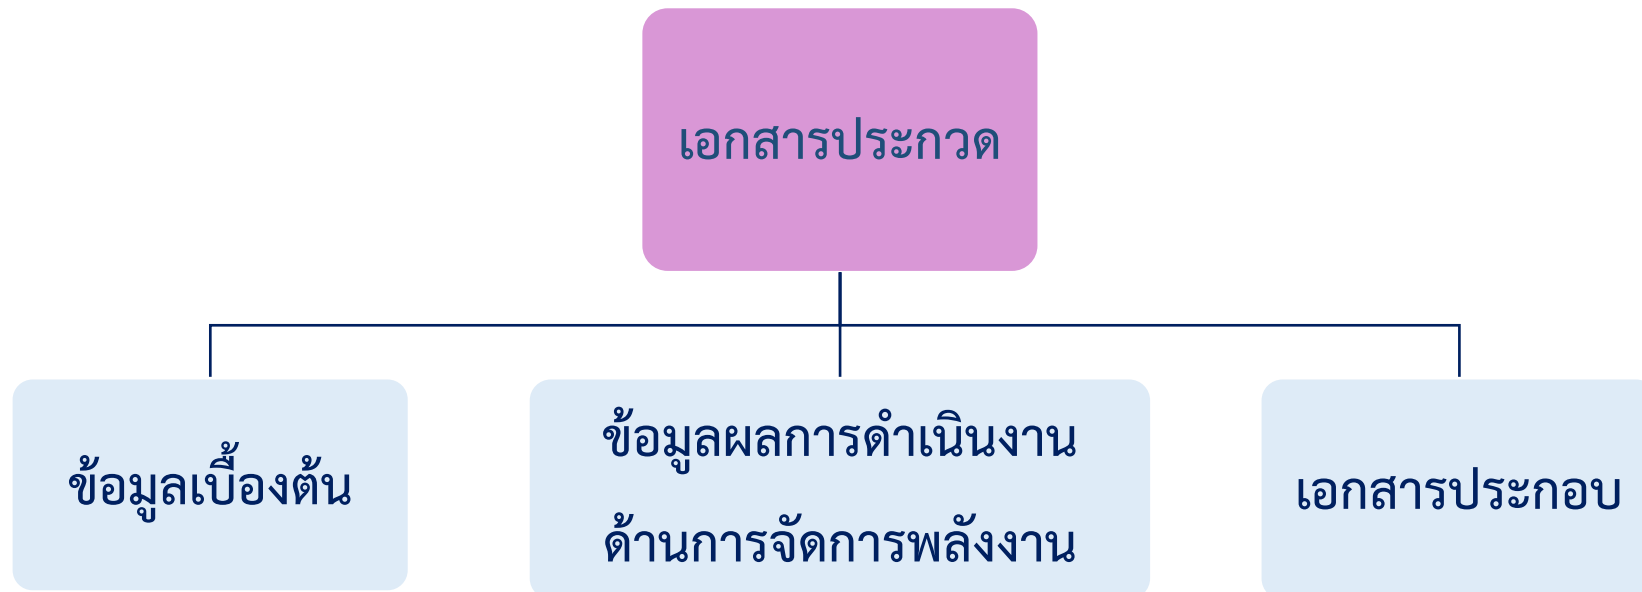 เอกสารประกวด
ข้อมูลเบื้องต้น
ข้อมูลผลการดำเนินงาน
ด้านการจัดการพลังงาน
เอกสารประกอบ